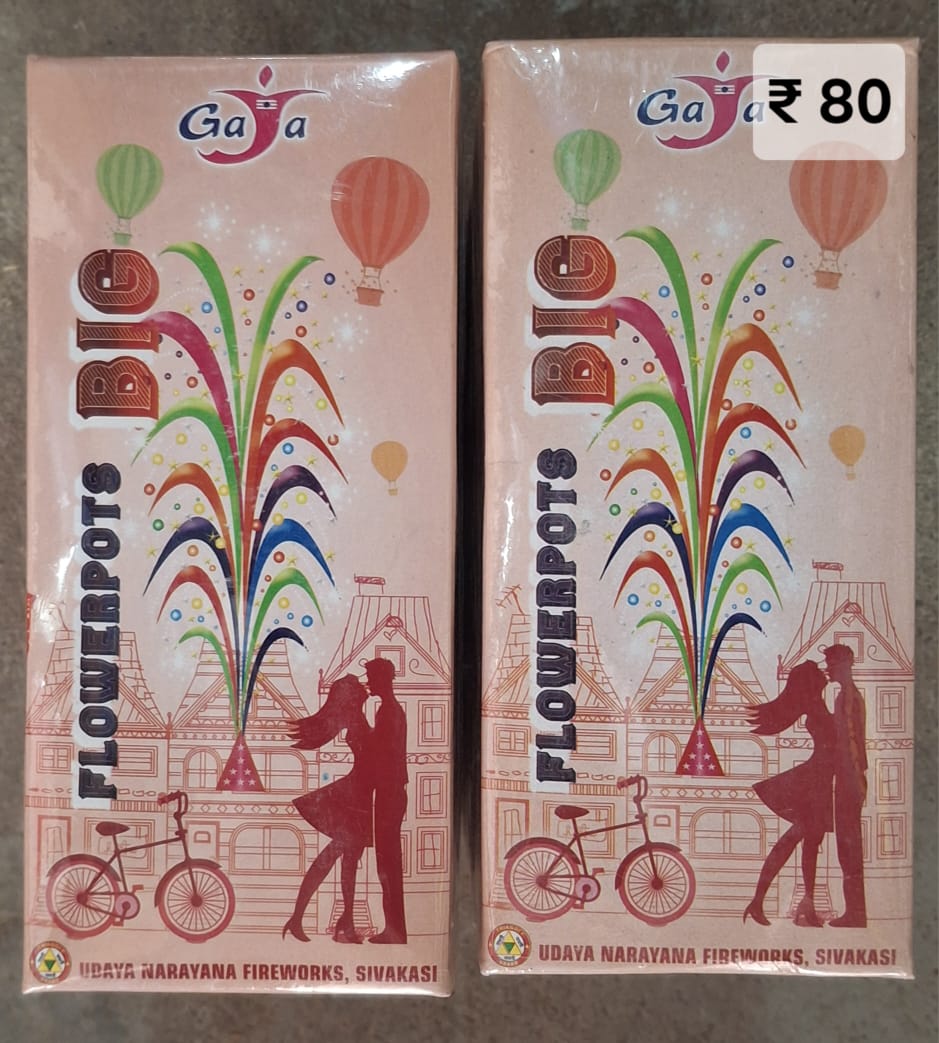 Gaja
Gaja
₹ 80
BIG
FLOWERPOTS
BIG
FLOWERPOTS
UDAYA NARAYANA FIREWORKS, SIVAKASI
UDAYA NARAYANA FIREWORKS, SIVAKASI